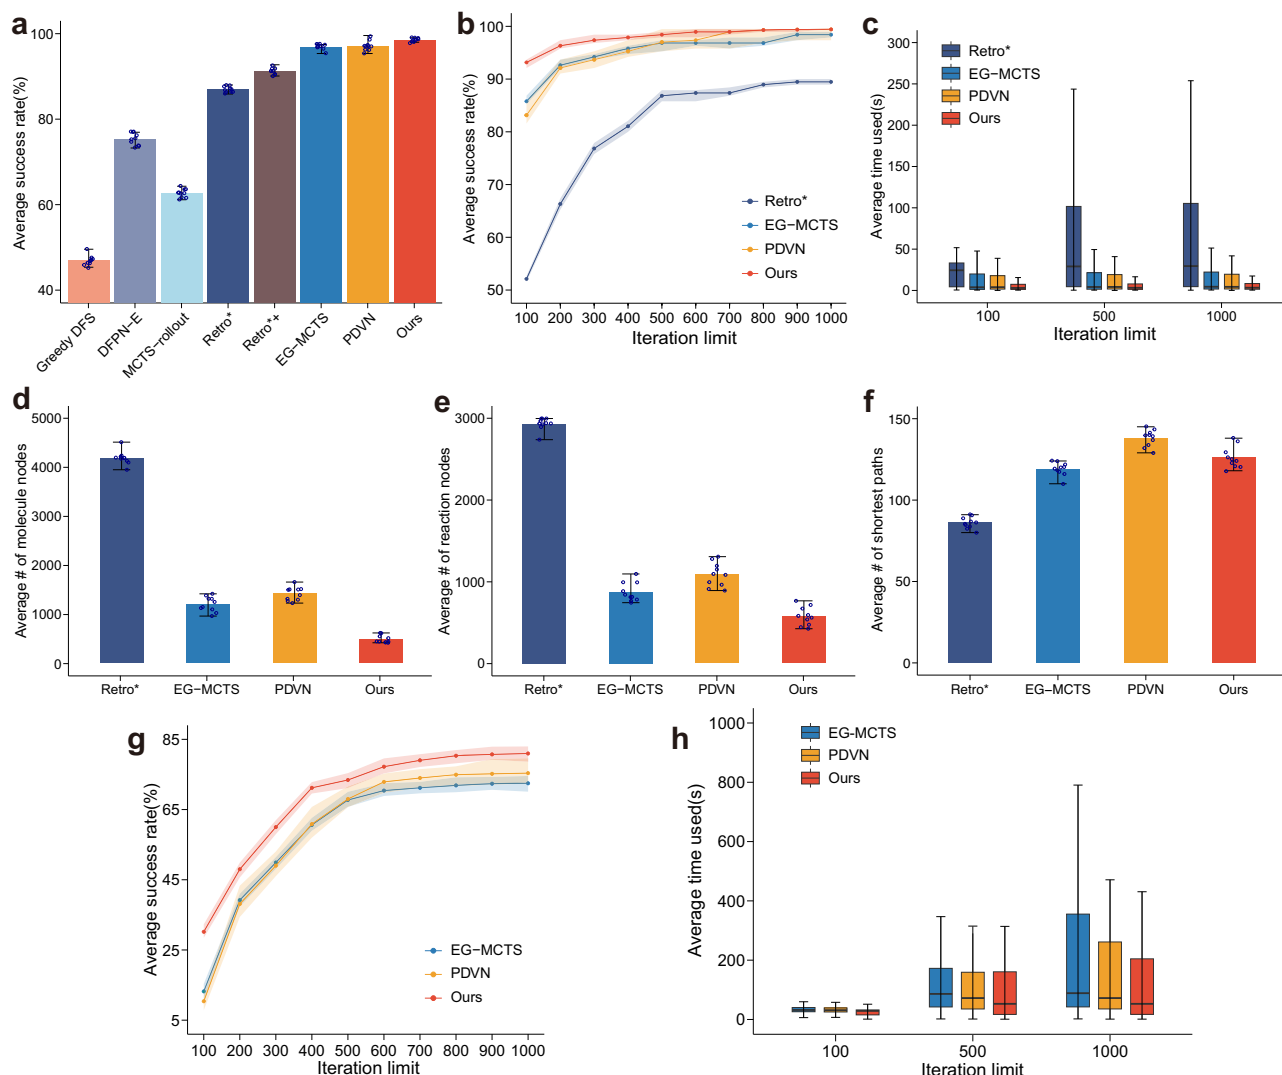 a
Average success rate(%)
100
80
60
40
Greedy DFS
DFPN−E
MCTS−rollout
Retro*
Retro*+
EG−MCTS
PDVN
Ours
b
Average success rate(%)
100
90
80
70
60
50
Retro*
EG−MCTS
PDVN
Ours
100 200 300 400 500 600 700 800 900 1000
Iteration limit
c
Average time used(s)
300
250
200
150
100
50
0
Retro*
EG−MCTS
PDVN
Ours
100 500 1000
Iteration limit
d
Average # of molecule nodes
5000
4000
3000
2000
1000
0
Retro* EG−MCTS PDVN Ours
e
Average # of reaction nodes
3000
2000
1000
0
Retro* EG−MCTS PDVN Ours
f
Average # of shortest paths
150
100
50
0
Retro* EG−MCTS PDVN Ours
g
Average success rate(%)
85
65
45
25
5
EG−MCTS
PDVN
Ours
100 200 300 400 500 600 700 800 900 1000
Iteration limit
h
Average time used(s)
1000
800
600
400
200
0
EG-MCTS
PDVN
Ours
100 500 1000
Iteration limit